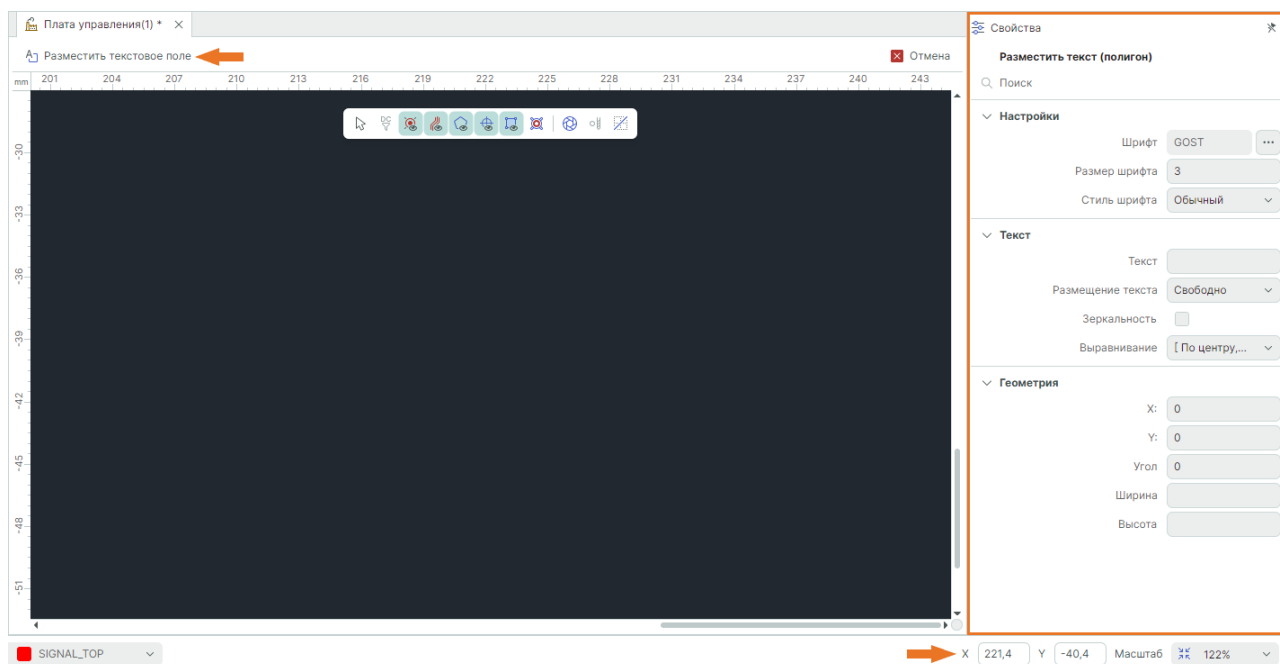 Плата управления(1) *
Разместить текстовое поле
Отмена
mm 201 204 207 210 213 216 219 222 225 228 231 234 237 240 243
DC
-30
-33
-36
-39
-42
-45
-48
-51
SIGNAL_TOP
X 221,4 Y -40,4 Масштаб 122%
Свойства
Разместить текст (полигон)
Поиск
Настройки
Шрифт GOST ...
Размер шрифта 3
Стиль шрифта Обычный
Текст
Текст
Размещение текста Свободно
Зеркальность
Выравнивание [ По центру,...
Геометрия
X: 0
Y: 0
Угол 0
Ширина
Высота